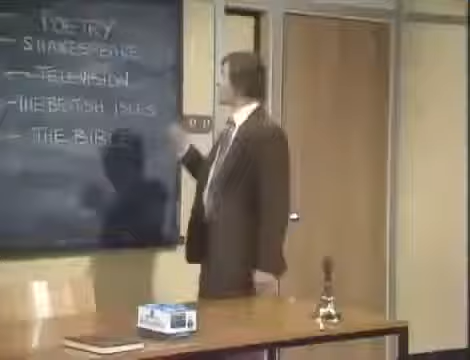 POETRY
- SHAKESPEARE
- TELEVISION
- THE BRITISH ISLES
- THE BIBLE